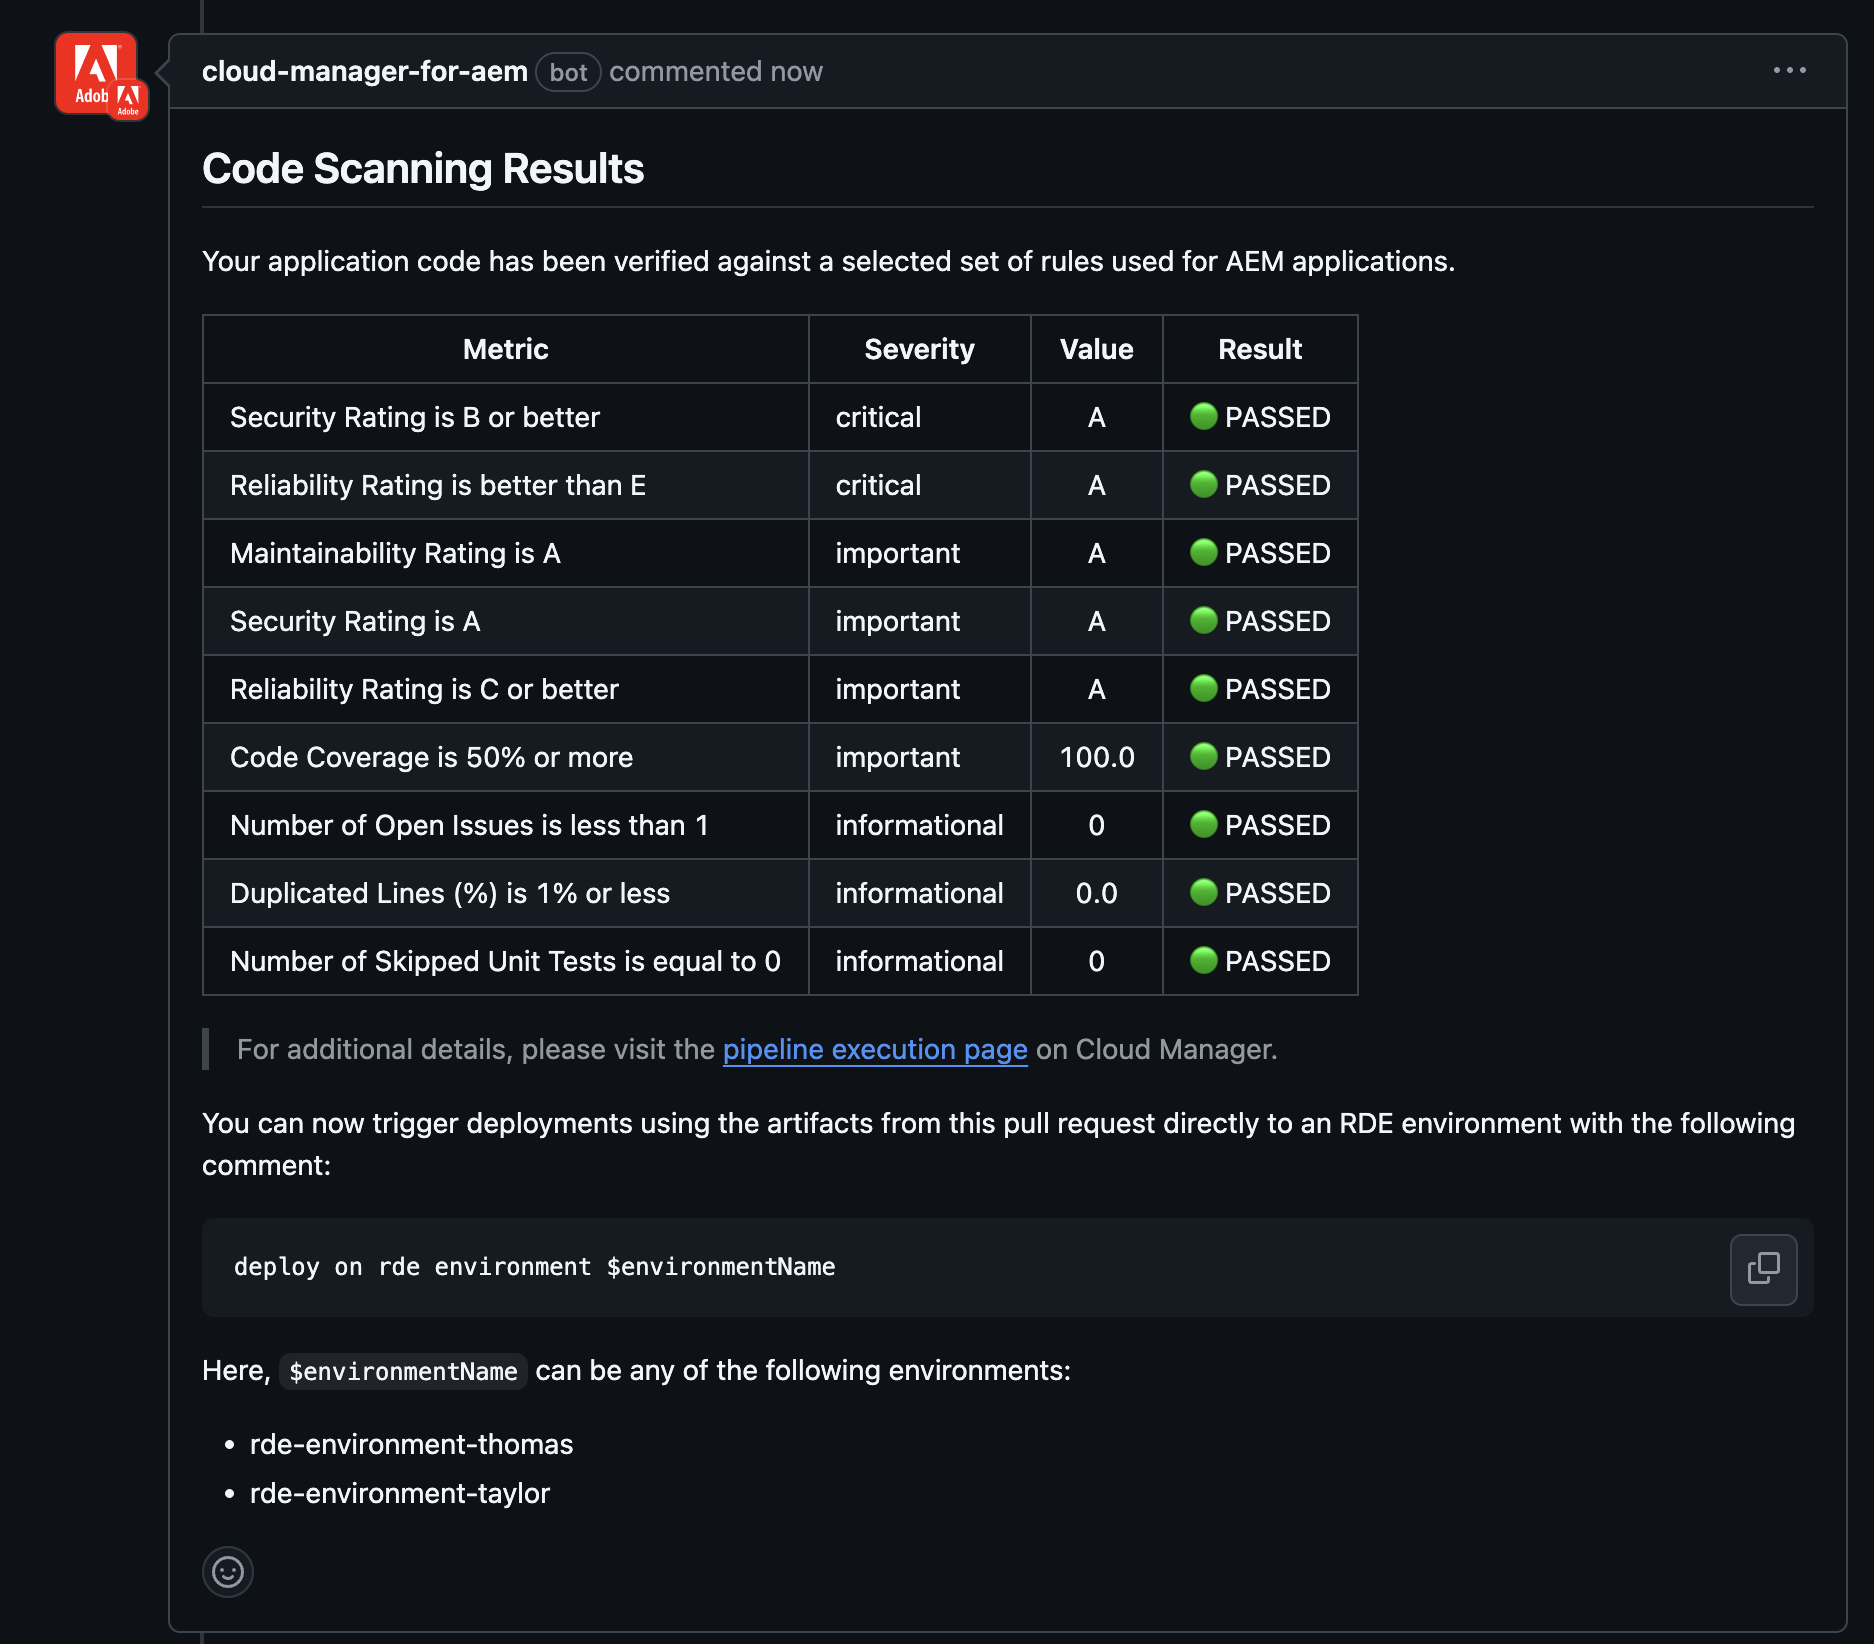 Adobe
cloud-manager-for-aem bot commented now
Code Scanning Results
Your application code has been verified against a selected set of rules used for AEM applications.
Metric Severity Value Result
Security Rating is B or better critical A PASSED
Reliability Rating is better than E critical A PASSED
Maintainability Rating is A important A PASSED
Security Rating is A important A PASSED
Reliability Rating is C or better important A PASSED
Code Coverage is 50% or more important 100.0 PASSED
Number of Open Issues is less than 1 informational 0 PASSED
Duplicated Lines (%) is 1% or less informational 0.0 PASSED
Number of Skipped Unit Tests is equal to 0 informational 0 PASSED
For additional details, please visit the pipeline execution page on Cloud Manager.
You can now trigger deployments using the artifacts from this pull request directly to an RDE environment with the following
comment:
deploy on rde environment $environmentName
Here, $environmentName can be any of the following environments:
• rde-environment-thomas
• rde-environment-taylor